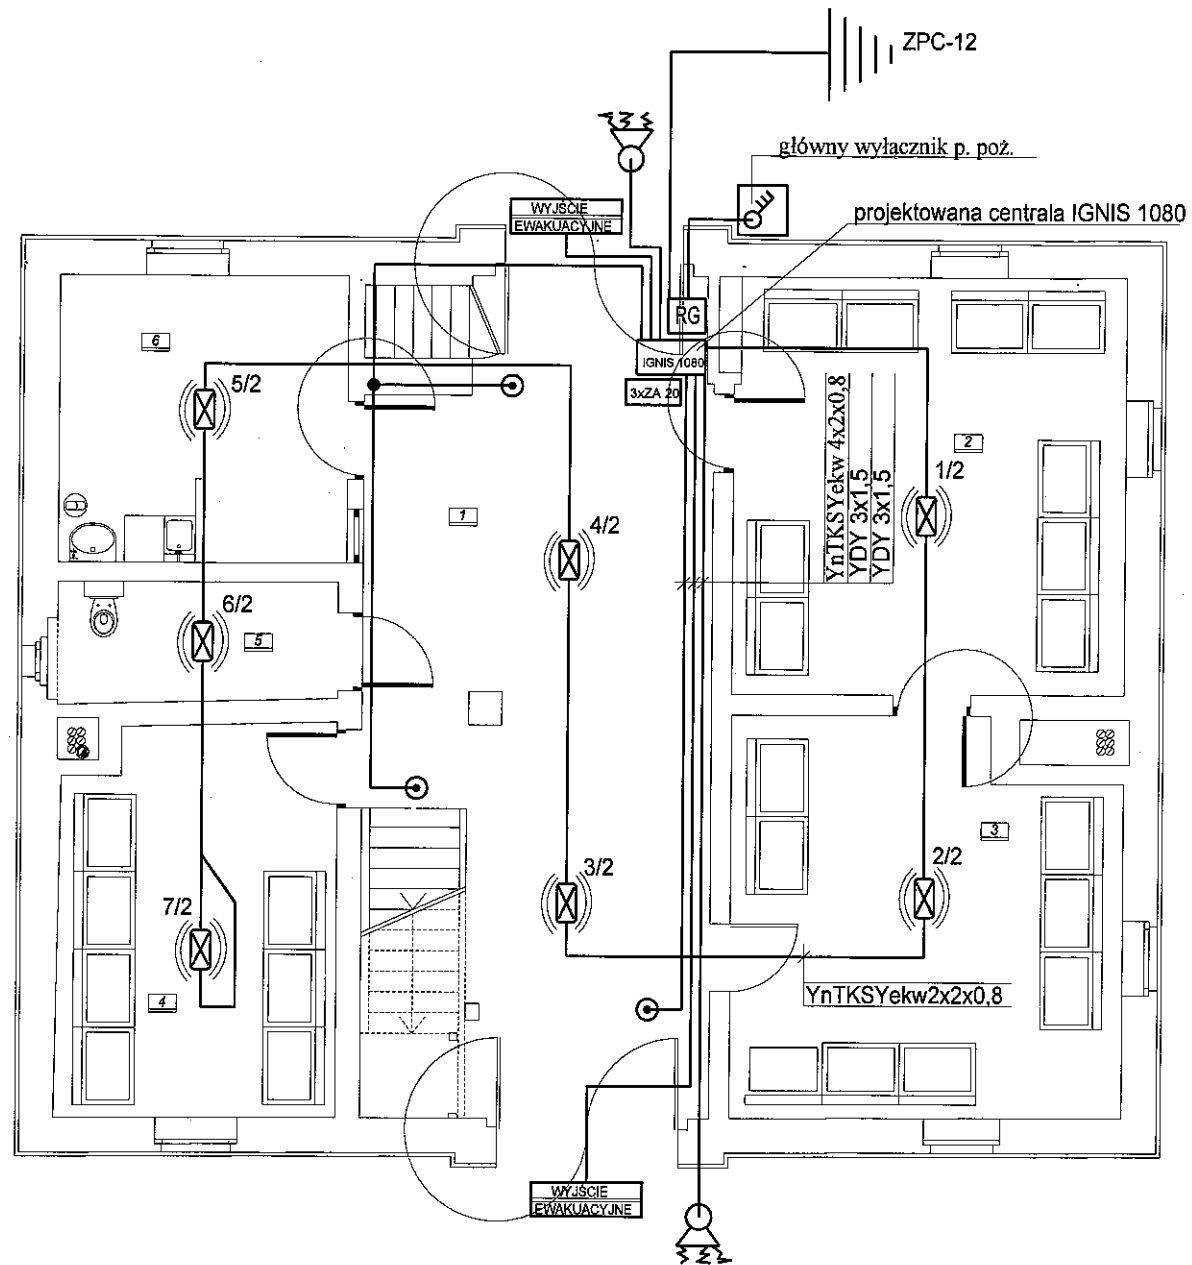 ZPC-12
główny wyłącznik p. poż.
WYJŚCIE
EWAKUACYJNE
projektowana centrala IGNIS 1080
RG
IGNIS 1080
3xZA 20
6
5/2
YnTKSYekw 4x2x0,8
YDY 3x1,5
YDY 3x1,5
2
1/2
1
4/2
6/2
5
3
3/2
2/2
7/2
4
YnTKSYekw2x2x0,8
WYJŚCIE
EWAKUACYJNE